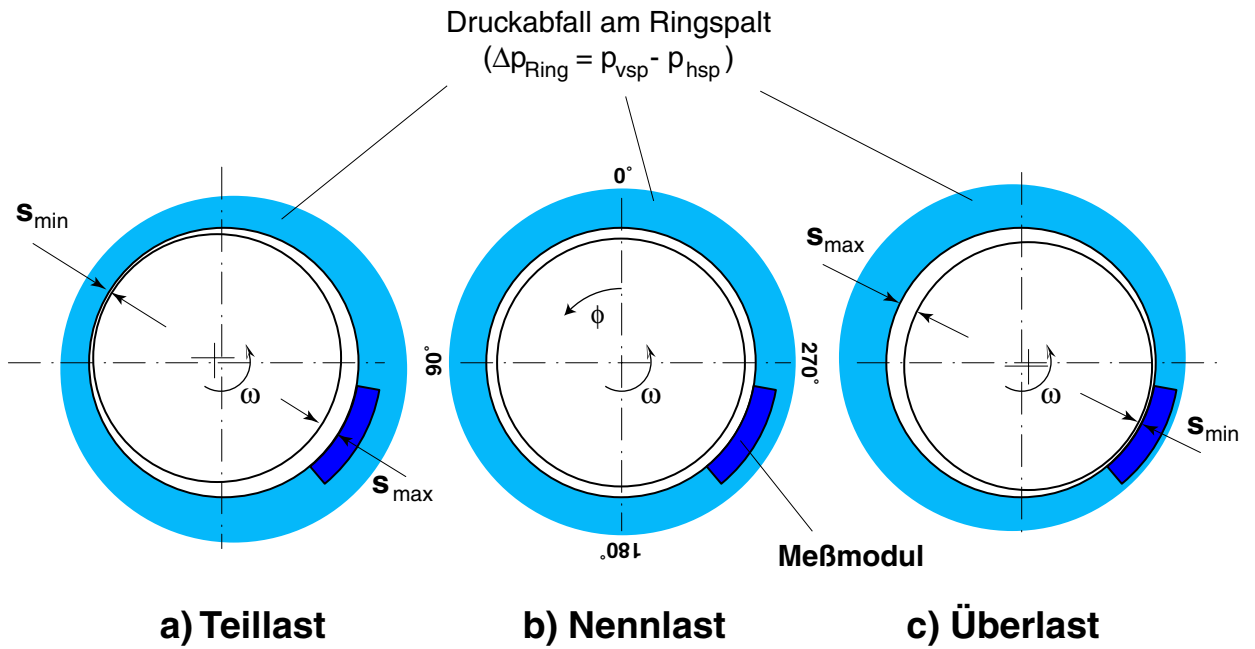 Druckabfall am Ringspalt
(Δp_Ring = p_vsp - p_hsp)
0°
s_min
s_max
ϕ
90°
270°
ω
ω
ω
s_max
s_min
180°
Meßmodul
a) Teillast
b) Nennlast
c) Überlast